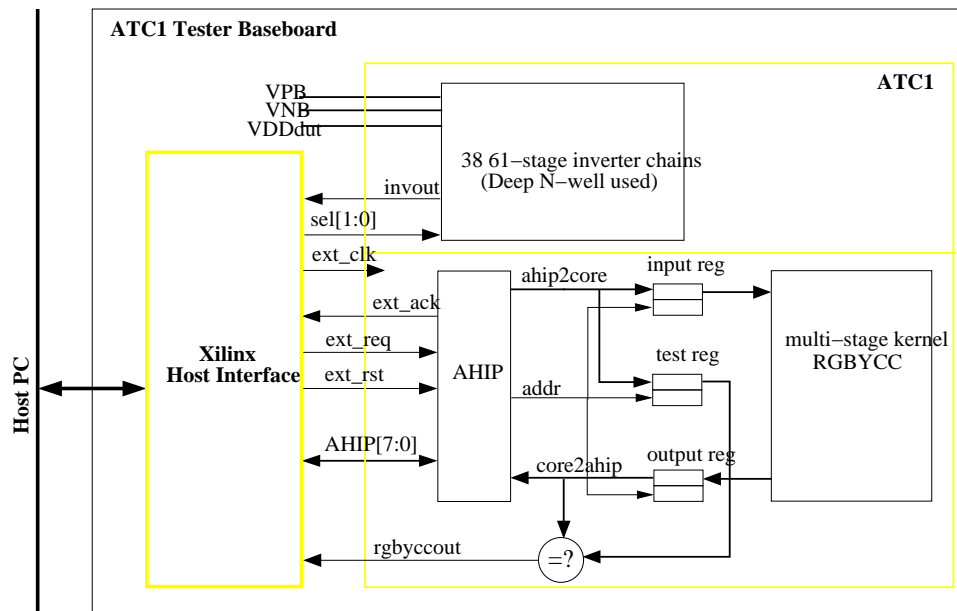 ATC1 Tester Baseboard
ATC1
VPB
VNB
VDDdut
38 61−stage inverter chains
(Deep N−well used)
invout
sel[1:0]
ext_clk
ahip2core
input reg
ext_ack
Xilinx
Host Interface
ext_req
ext_rst
AHIP
addr
test reg
multi−stage kernel
RGBYCC
AHIP[7:0]
core2ahip
output reg
rgbyccout
=?
Host PC